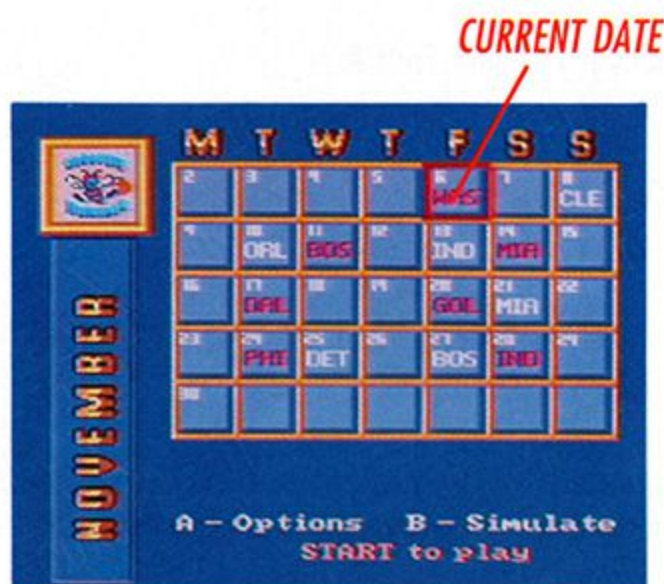 CURRENT DATE
M T W T F S S
2 3 4 5 6 7 8
WAS CLE
9 10 11 12 13 14 15
ORL BOS IND MIA
16 17 18 19 20 21 22
DAL GOL MIA
23 24 25 26 27 28 29
PHI DET BOS IND
30
NOVEMBER
A - Options B - Simulate
START to play